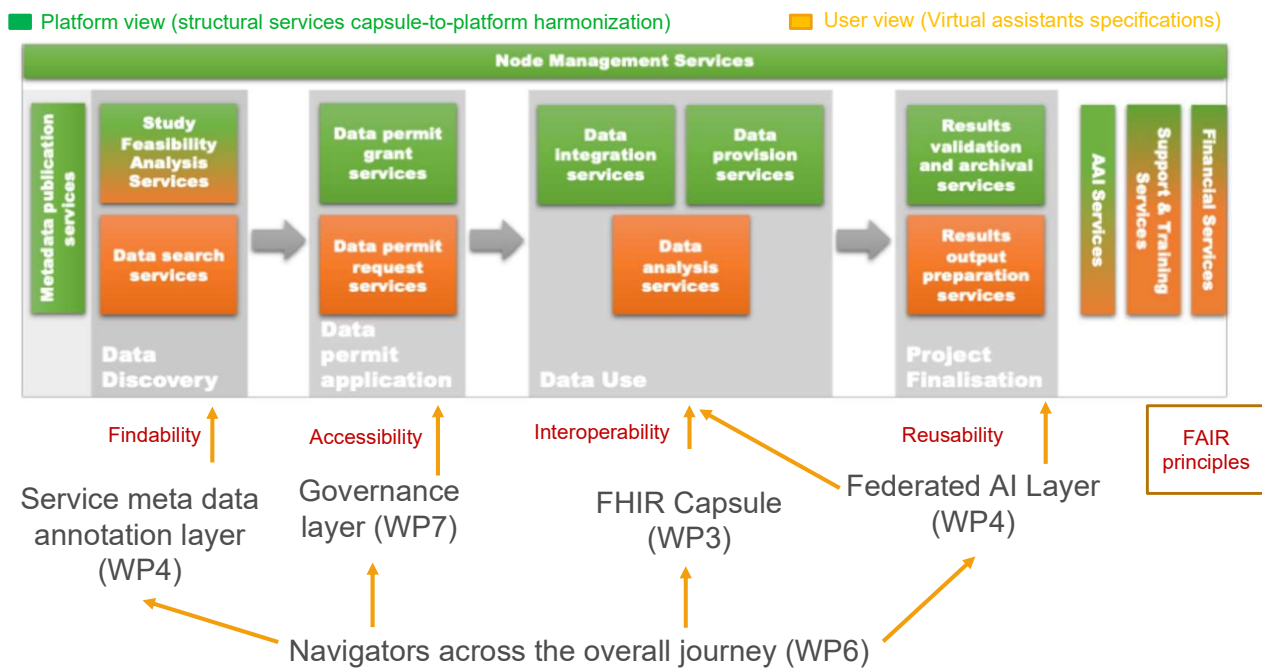 Platform view (structural services capsule-to-platform harmonization)
User view (Virtual assistants specifications)
Node Management Services
Metadata publication
services
Study
Feasibility
Analysis
Services
Data search
services
Data
Discovery
Data permit
grant
services
Data permit
request
services
Data
permit
application
Data
Integration
services
Data
provision
services
Data
analysis
services
Data Use
Results
validation
and archival
services
Results
output
preparation
services
Project
Finalisation
AAI Services
Support & Training
Services
Financial Services
Findability
Accessibility
Interoperability
Reusability
FAIR
principles
Service meta data
annotation layer
(WP4)
Governance
layer (WP7)
FHIR Capsule
(WP3)
Federated AI Layer
(WP4)
Navigators across the overall journey (WP6)